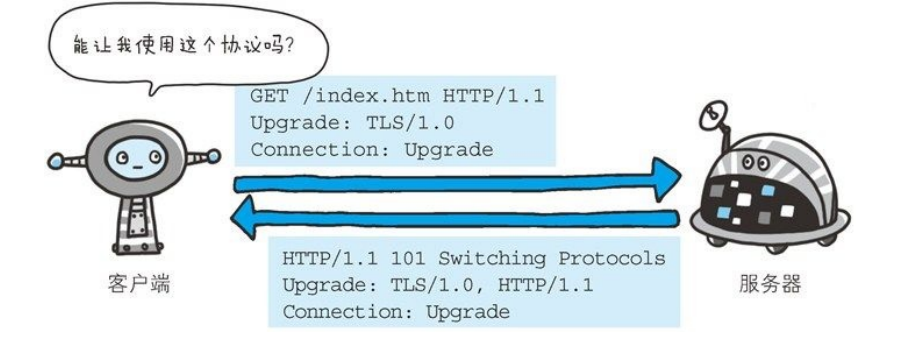 能让我使用这个协议吗?
GET /index.htm HTTP/1.1
Upgrade: TLS/1.0
Connection: Upgrade
HTTP/1.1 101 Switching Protocols
Upgrade: TLS/1.0, HTTP/1.1
Connection: Upgrade
客户端
服务器